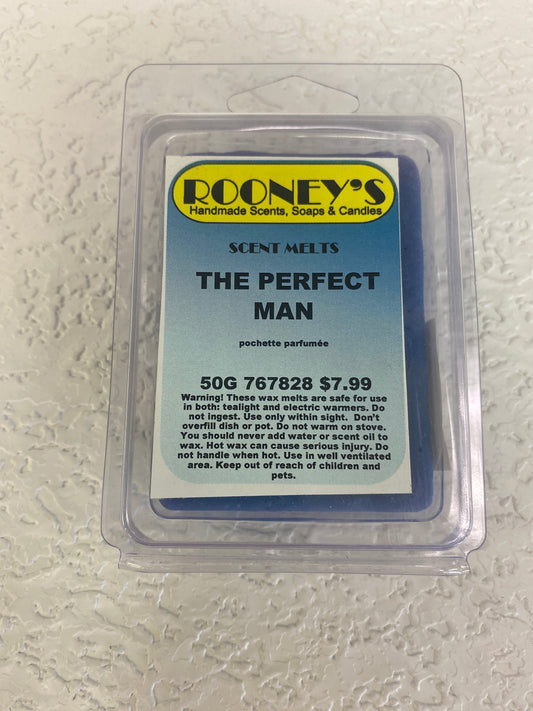 ROONEY'S
Handmade Scents, Soaps & Candles
SCENT MELTS
THE PERFECT
MAN
pochette parfumée
50G 767828 $7.99
Warning! These wax melts are safe for use
in both: tealight and electric warmers. Do
not ingest. Use only within sight. Don't
overfill dish or pot. Do not warm on stove.
You should never add water or scent oil to
wax. Hot wax can cause serious injury. Do
not handle when hot. Use in well ventilated
area. Keep out of reach of children and
pets.